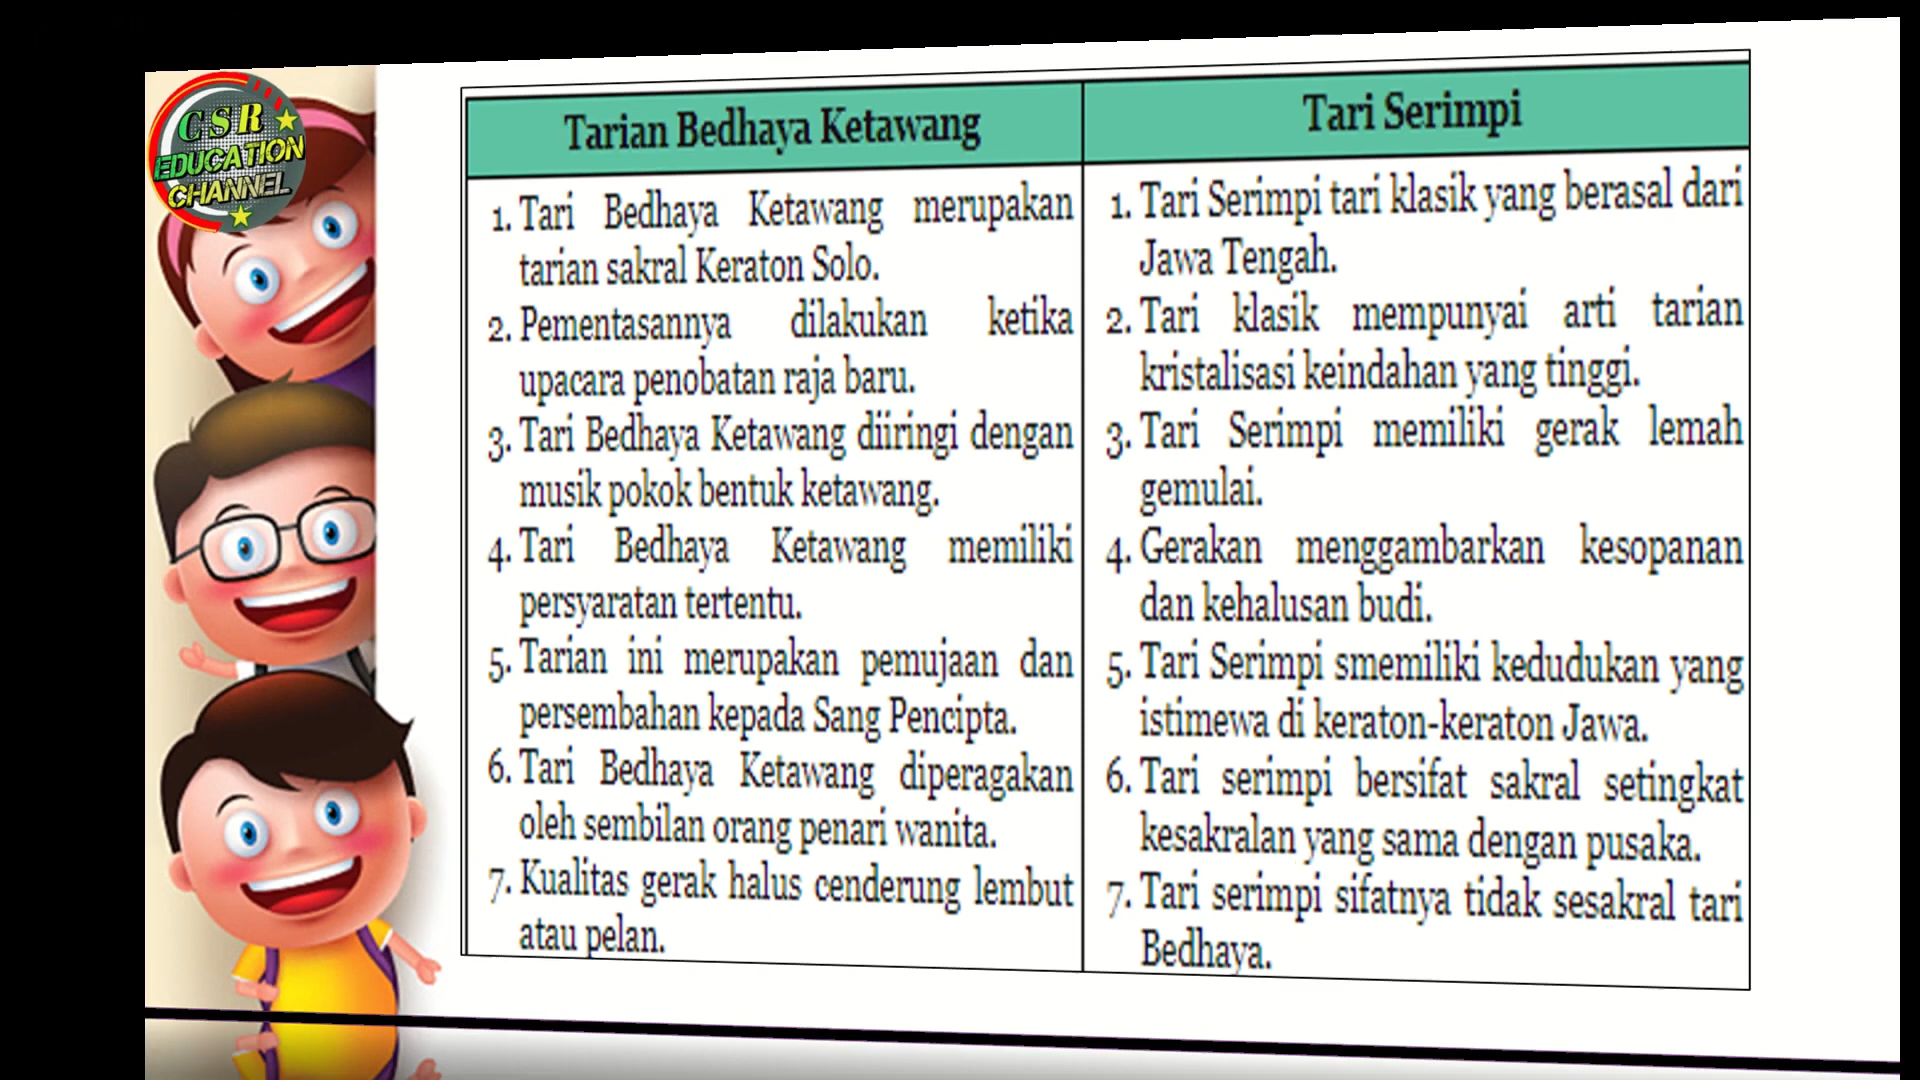 CSR
EDUCATION
CHANNEL
Tarian Bedhaya Ketawang
1. Tari Bedhaya Ketawang merupakan
tarian sakral Keraton Solo.
2. Pementasannya dilakukan ketika
upacara penobatan raja baru.
3. Tari Bedhaya Ketawang diiringi dengan
musik pokok bentuk ketawang.
4. Tari Bedhaya Ketawang memiliki
persyaratan tertentu.
5. Tarian ini merupakan pemujaan dan
persembahan kepada Sang Pencipta.
6. Tari Bedhaya Ketawang diperagakan
oleh sembilan orang penari wanita.
7. Kualitas gerak halus cenderung lembut
atau pelan.
Tari Serimpi
1. Tari Serimpi tari klasik yang berasal dari
Jawa Tengah.
2. Tari klasik mempunyai arti tarian
kristalisasi keindahan yang tinggi.
3. Tari Serimpi memiliki gerak lemah
gemulai.
4. Gerakan menggambarkan kesopanan
dan kehalusan budi.
5. Tari Serimpi smemiliki kedudukan yang
istimewa di keraton-keraton Jawa.
6. Tari serimpi bersifat sakral setingkat
kesakralan yang sama dengan pusaka.
7. Tari serimpi sifatnya tidak sesakral tari
Bedhaya.